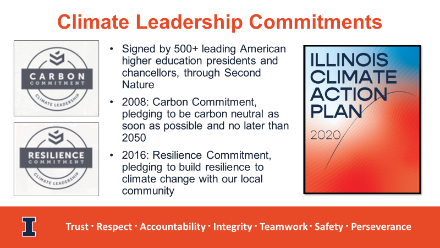 Climate Leadership Commitments
CARBON
COMMITMENT
CLIMATE LEADERSHIP
RESILIENCE
COMMITMENT
CLIMATE LEADERSHIP
• Signed by 500+ leading American
higher education presidents and
chancellors, through Second
Nature
• 2008: Carbon Commitment,
pledging to be carbon neutral as
soon as possible and no later than
2050
• 2016: Resilience Commitment,
pledging to build resilience to
climate change with our local
community
ILLINOIS
CLIMATE
ACTION
PLAN
2020
I
Trust · Respect · Accountability · Integrity · Teamwork · Safety · Perseverance